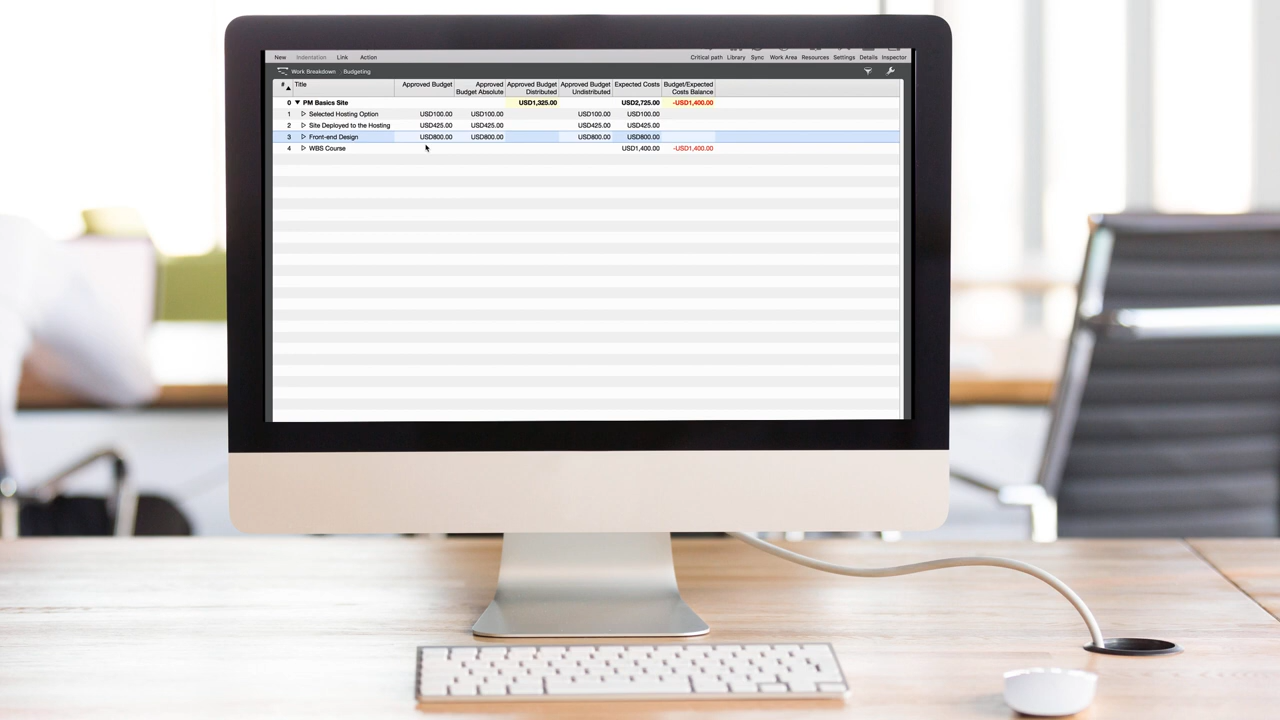 New Indentation Link Action Critical path Library Sync Work Area Resources Settings Details Inspector
Work Breakdown Budgeting
# Title Approved Budget Approved Budget Absolute Approved Budget Distributed Approved Budget Undistributed Expected Costs Budget/Expected Costs Balance
0 PM Basics Site USD1,325.00 USD2,725.00 -USD1,400.00
1 Selected Hosting Option USD100.00 USD100.00 USD100.00 USD100.00
2 Site Deployed to the Hosting USD425.00 USD425.00 USD425.00 USD425.00
3 Front-end Design USD800.00 USD800.00 USD800.00 USD800.00
4 WBS Course USD1,400.00 -USD1,400.00